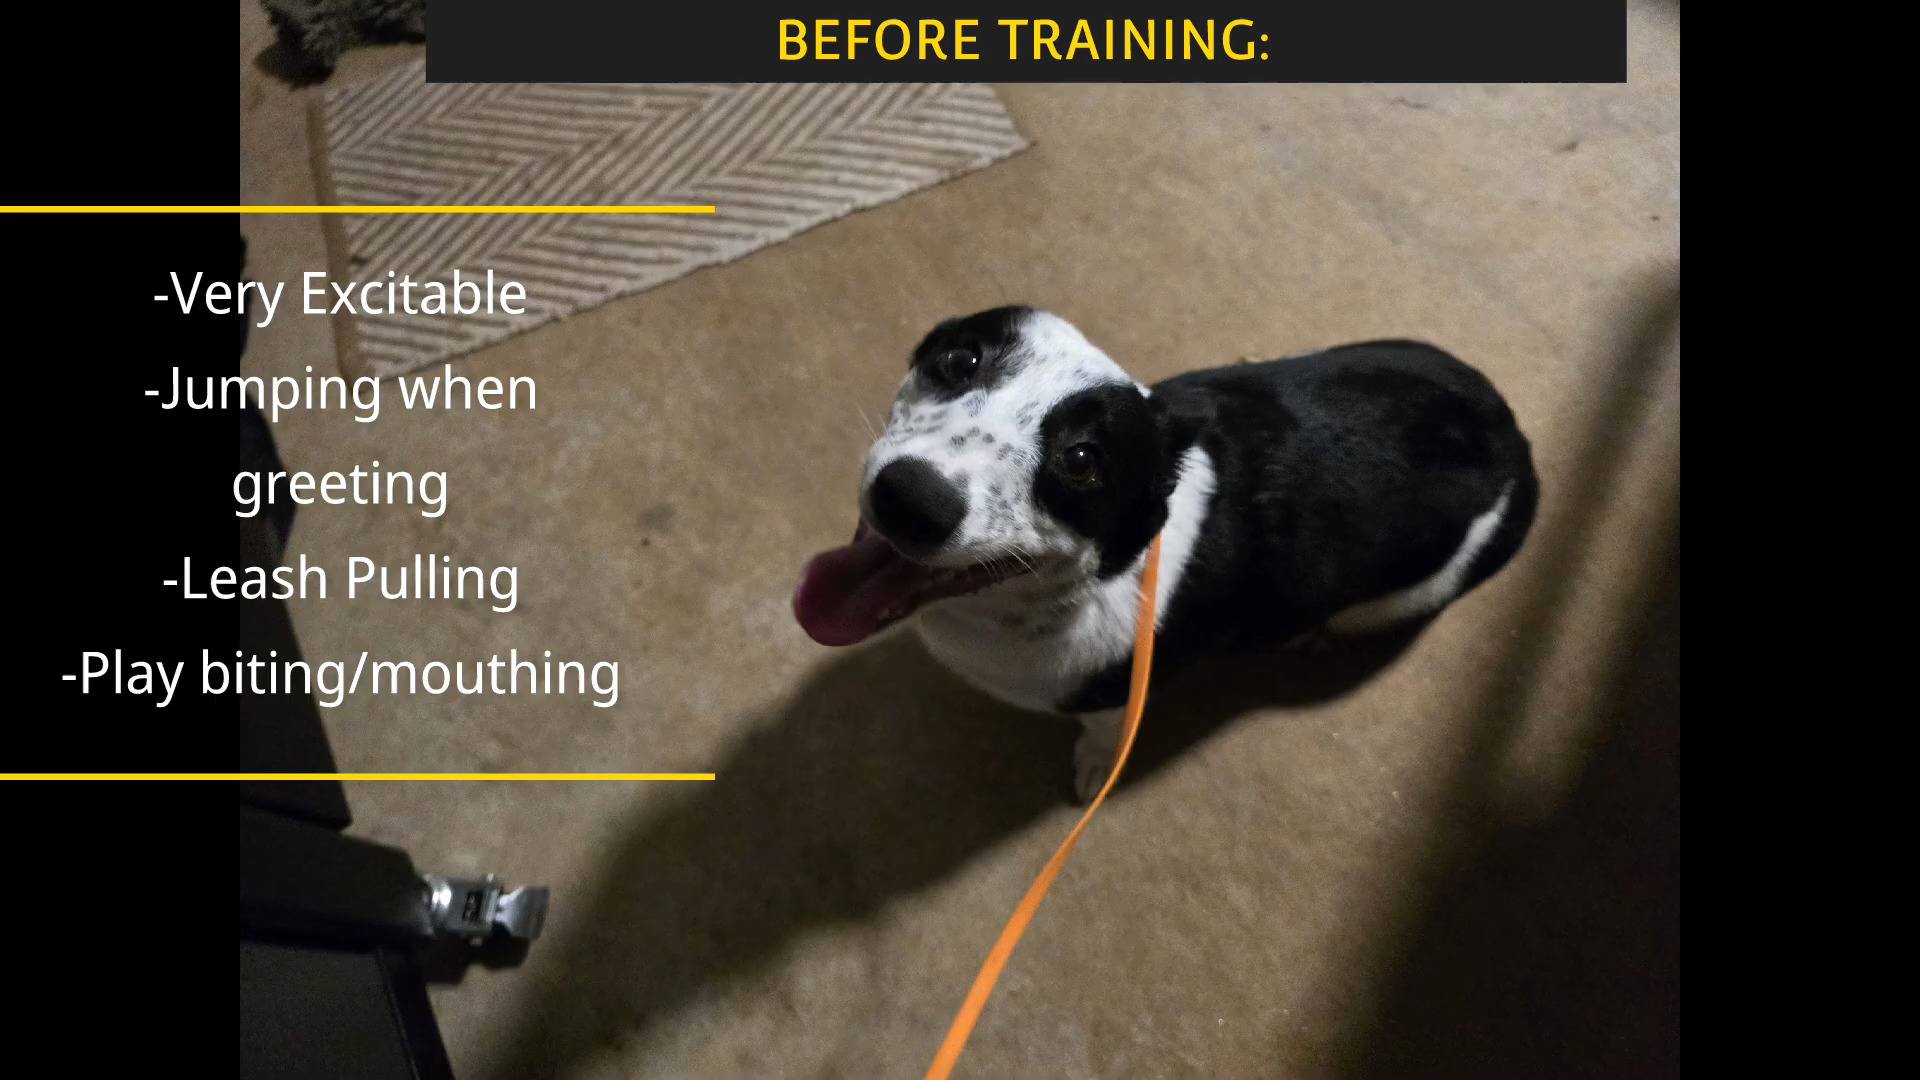 BEFORE TRAINING:
-Very Excitable
-Jumping when
greeting
-Leash Pulling
-Play biting/mouthing